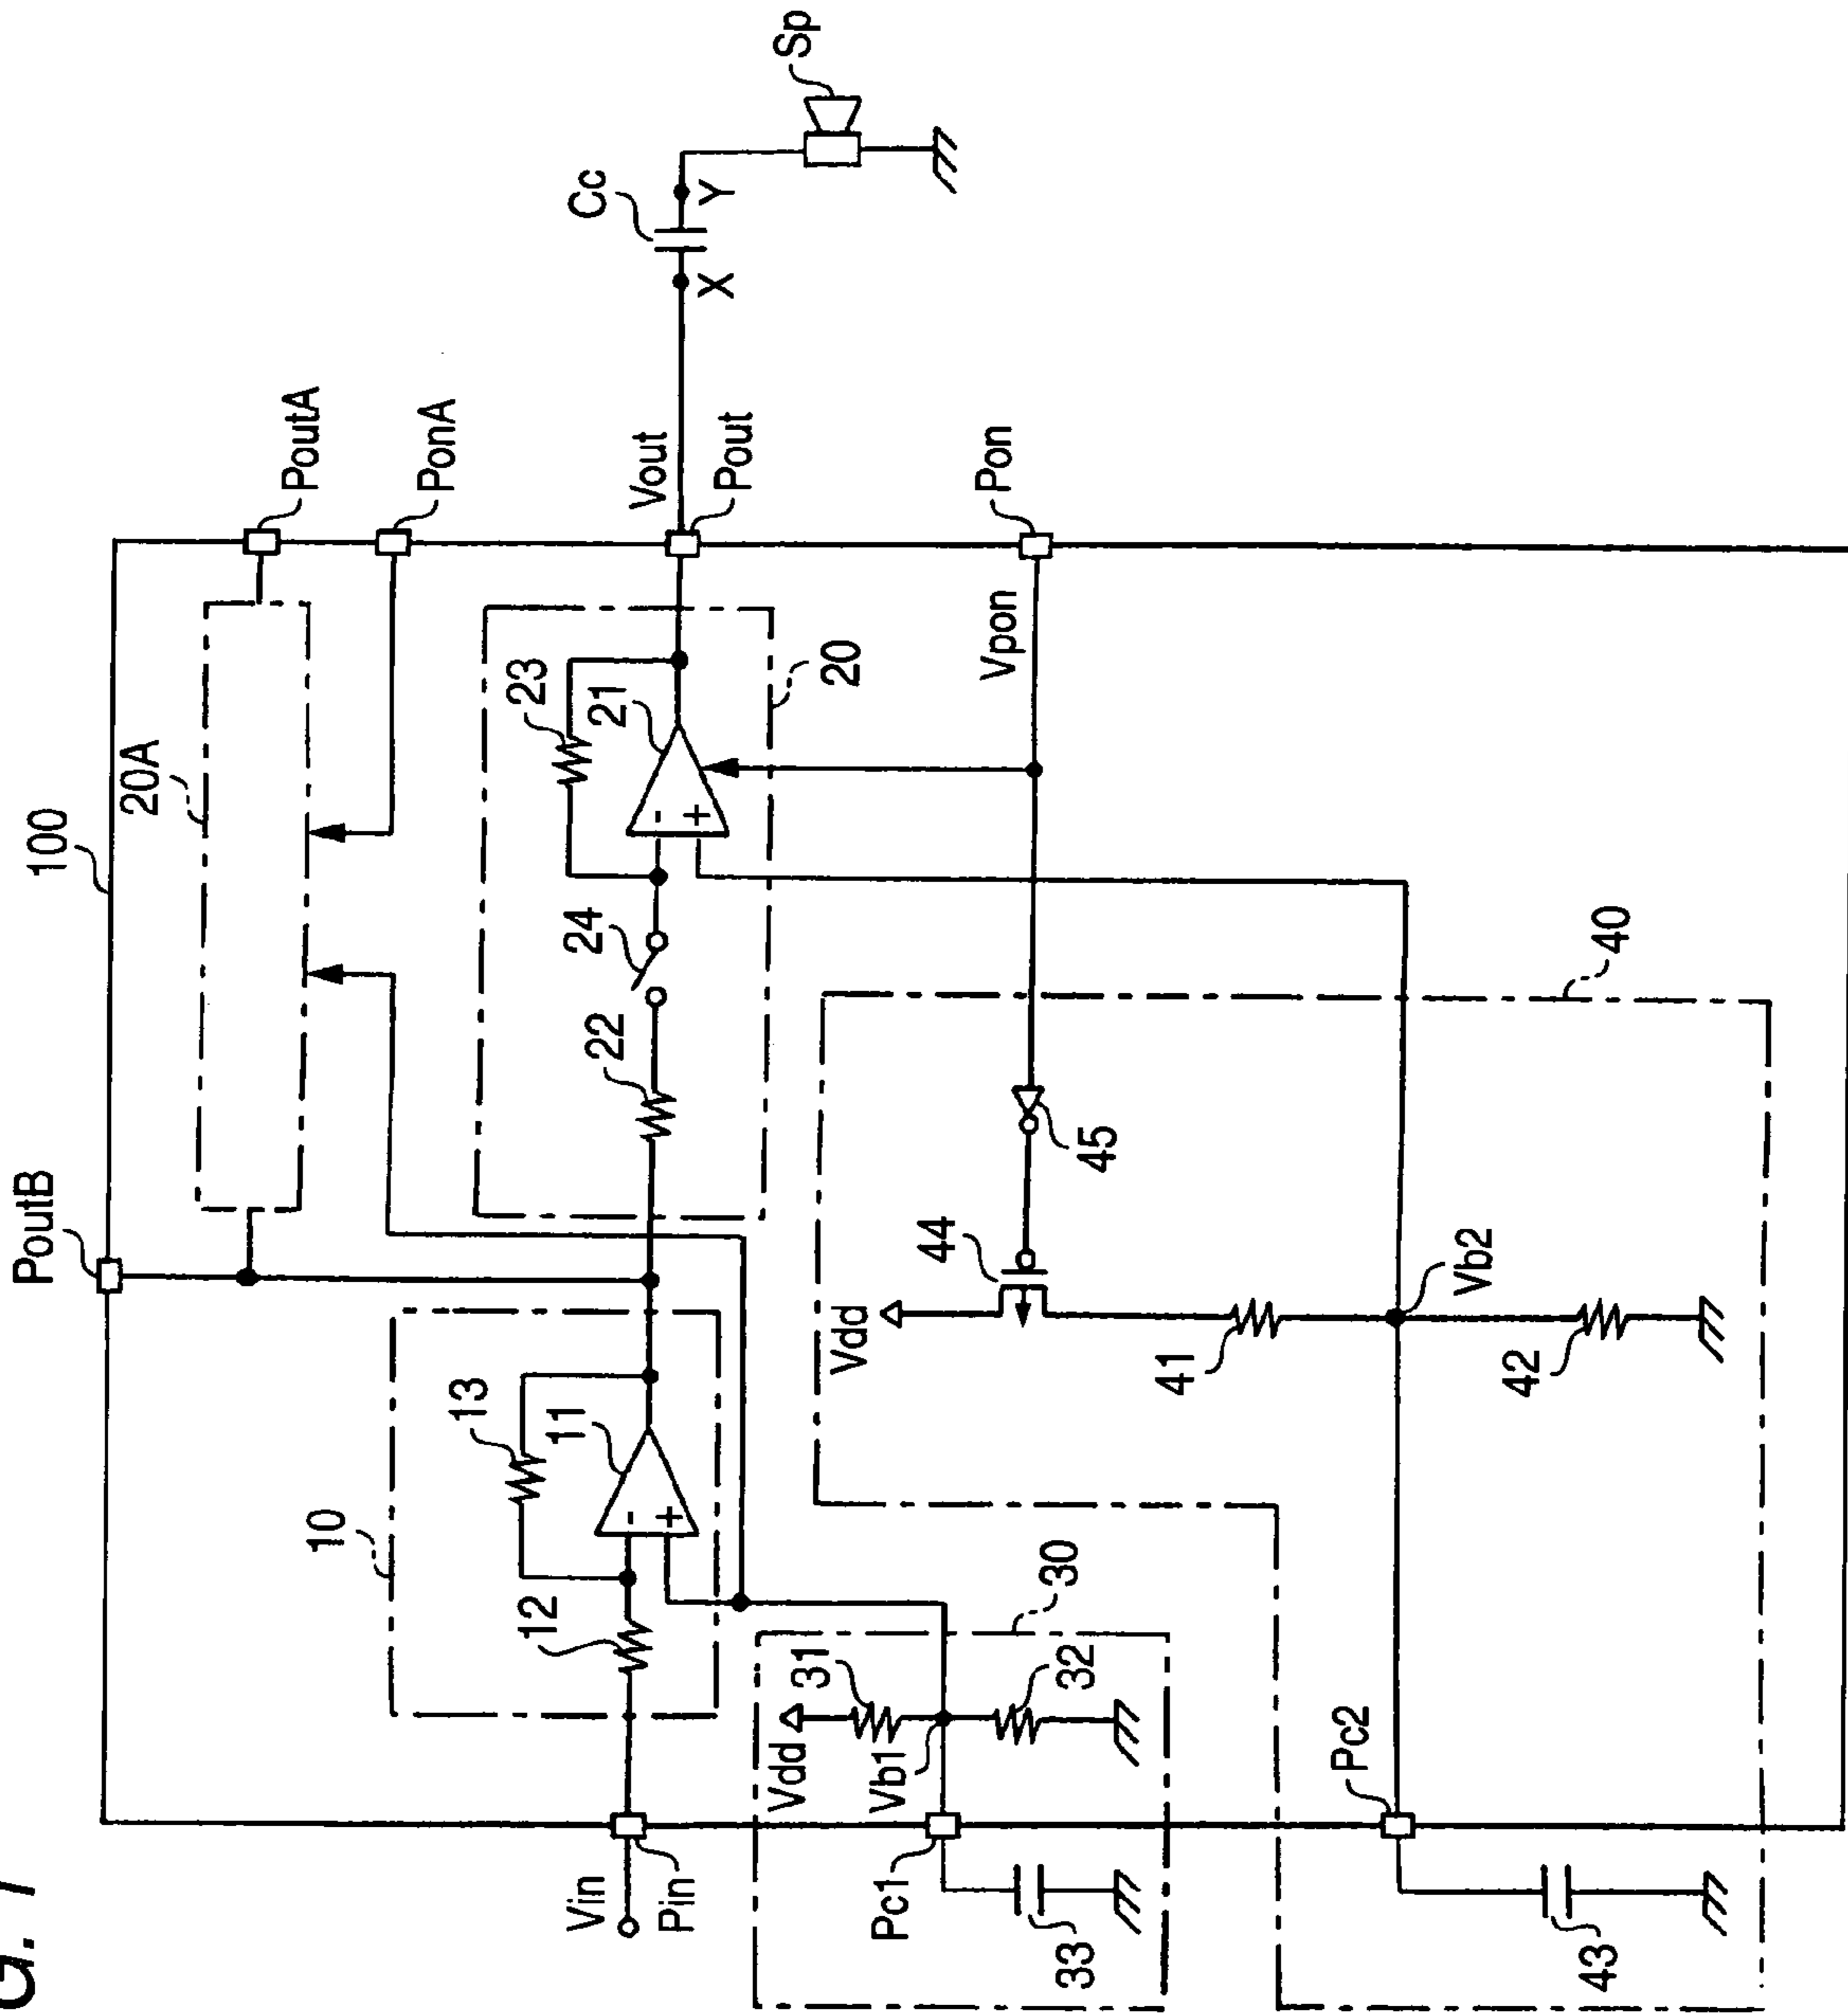 G. 1
PoutB
100
20A
PoutA
PonA
10
13
11
12
22
24
23
21
20
Vout
Pout
Cc
X
Y
Sp
Vin
Pin
Vdd
31
Vb1
32
30
Pc1
33
Vdd
44
45
41
Vb2
42
40
Vpon
Pon
Pc2
43
-
+
-
+